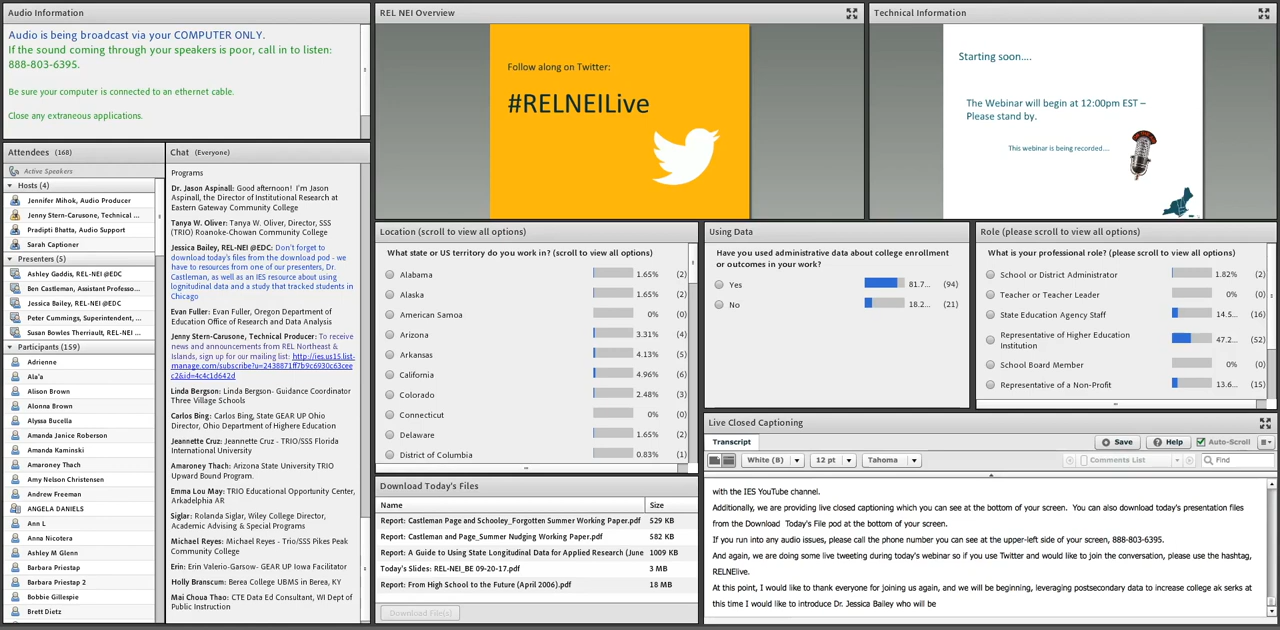 Audio Information
Audio is being broadcast via your COMPUTER ONLY.
If the sound coming through your speakers is poor, call in to listen:
888-803-6395.
Be sure your computer is connected to an ethernet cable.
Close any extraneous applications.
REL NEI Overview
Follow along on Twitter:
#RELNEILive
Technical Information
Starting soon....
The Webinar will begin at 12:00pm EST –
Please stand by.
This webinar is being recorded....
Attendees (168)
Active Speakers
Hosts (4)
Jennifer Mihok, Audio Producer
Jenny Stern-Carusone, Technical ...
Pradipti Bhatta, Audio Support
Sarah Captioner
Presenters (5)
Ashley Gaddis, REL-NEI @EDC
Ben Castleman, Assistant Professo...
Jessica Bailey, REL-NEI @EDC
Peter Cummings, Superintendent, ...
Susan Bowles Therriault, REL-NEI ...
Participants (159)
Adrienne
Ala'a
Alison Brown
Alonna Brown
Alyssa Bucella
Amanda Janice Roberson
Amanda Kaminski
Amaroney Thach
Amy Nelson Christensen
Andrew Freeman
ANGELA DANIELS
Ann L
Anna Nicotera
Ashley M Glenn
Barbara Priestap
Barbara Priestap 2
Bobbie Gillespie
Brett Dietz
Chat (Everyone)
Programs
Dr. Jason Aspinall: Good afternoon! I'm Jason
Aspinall, the Director of Institutional Research at
Eastern Gateway Community College
Tanya W. Oliver: Tanya W. Oliver, Director, SSS
(TRIO) Roanoke-Chowan Community College
Jessica Bailey, REL-NEI @EDC: Don't forget to
download today's files from the download pod - we
have to resources from one of our presenters, Dr.
Castleman, as well as an IES resource about using
longitudinal data and a study that tracked students in
Chicago
Evan Fuller: Evan Fuller, Oregon Department of
Education Office of Research and Data Analysis
Jenny Stern-Carusone, Technical Producer: To receive
news and announcements from REL Northeast &
Islands, sign up for our mailing list: http://ies.us15.list-
manage.com/subscribe?u=2438871ff7b9c6930c63cee
c2&id=4c4c1d642d
Linda Bergson: Linda Bergson- Guidance Coordinator
Three Village Schools
Carlos Bing: Carlos Bing, State GEAR UP Ohio
Director, Ohio Department of Highere Education
Jeannette Cruz: Jeannette Cruz - TRIO/SSS Florida
International University
Amaroney Thach: Arizona State University TRIO
Upward Bound Program.
Emma Lou May: TRIO Educational Opportunity Center,
Arkadelphia AR
Siglar: Rolanda Siglar, Wiley College Director,
Academic Advising & Special Programs
Michael Reyes: Michael Reyes - Trio/SSS Pikes Peak
Community College
Erin: Erin Valerio-Garsow- GEAR UP Iowa Facilitator
Holly Branscum: Berea College UBMS in Berea, KY
Mai Choua Thao: CTE Data Ed Consultant, WI Dept of
Public Instruction
Location (scroll to view all options)
What state or US territory do you work in? (scroll to view all options)
Alabama 1.65% (2)
Alaska 1.65% (2)
American Samoa 0% (0)
Arizona 3.31% (4)
Arkansas 4.13% (5)
California 4.96% (6)
Colorado 2.48% (3)
Connecticut 0% (0)
Delaware 1.65% (2)
District of Columbia 0.83% (1)
Using Data
Have you used administrative data about college enrollment
or outcomes in your work?
Yes 81.7... (94)
No 18.2... (21)
Role (please scroll to view all options)
What is your professional role? (please scroll to view all options)
School or District Administrator 1.82% (2)
Teacher or Teacher Leader 0% (0)
State Education Agency Staff 14.5... (16)
Representative of Higher Education
Institution 47.2... (52)
School Board Member 0% (0)
Representative of a Non-Profit 13.6... (15)
Download Today's Files
Name Size
Report: Castleman Page and Schooley_Forgotten Summer Working Paper.pdf 529 KB
Report: Castleman and Page_Summer Nudging Working Paper.pdf 582 KB
Report: A Guide to Using State Longitudinal Data for Applied Research (June 1009 KB
Today's Slides: REL-NEI_BE 09-20-17.pdf 3 MB
Report: From High School to the Future (April 2006).pdf 18 MB
Download File(s)
Live Closed Captioning
Transcript Save Help Auto-Scroll
White (B) 12 pt Tahoma Comments List Find
with the IES YouTube channel.
Additionally, we are providing live closed captioning which you can see at the bottom of your screen. You can also download today's presentation files
from the Download Today's File pod at the bottom of your screen.
If you run into any audio issues, please call the phone number you can see at the upper-left side of your screen, 888-803-6395.
And again, we are doing some live tweeting during today's webinar so if you use Twitter and would like to join the conversation, please use the hashtag,
RELNEIlive.
At this point, I would like to thank everyone for joining us again, and we will be beginning, leveraging postsecondary data to increase college ak serks at
this time I would like to introduce Dr. Jessica Bailey who will be